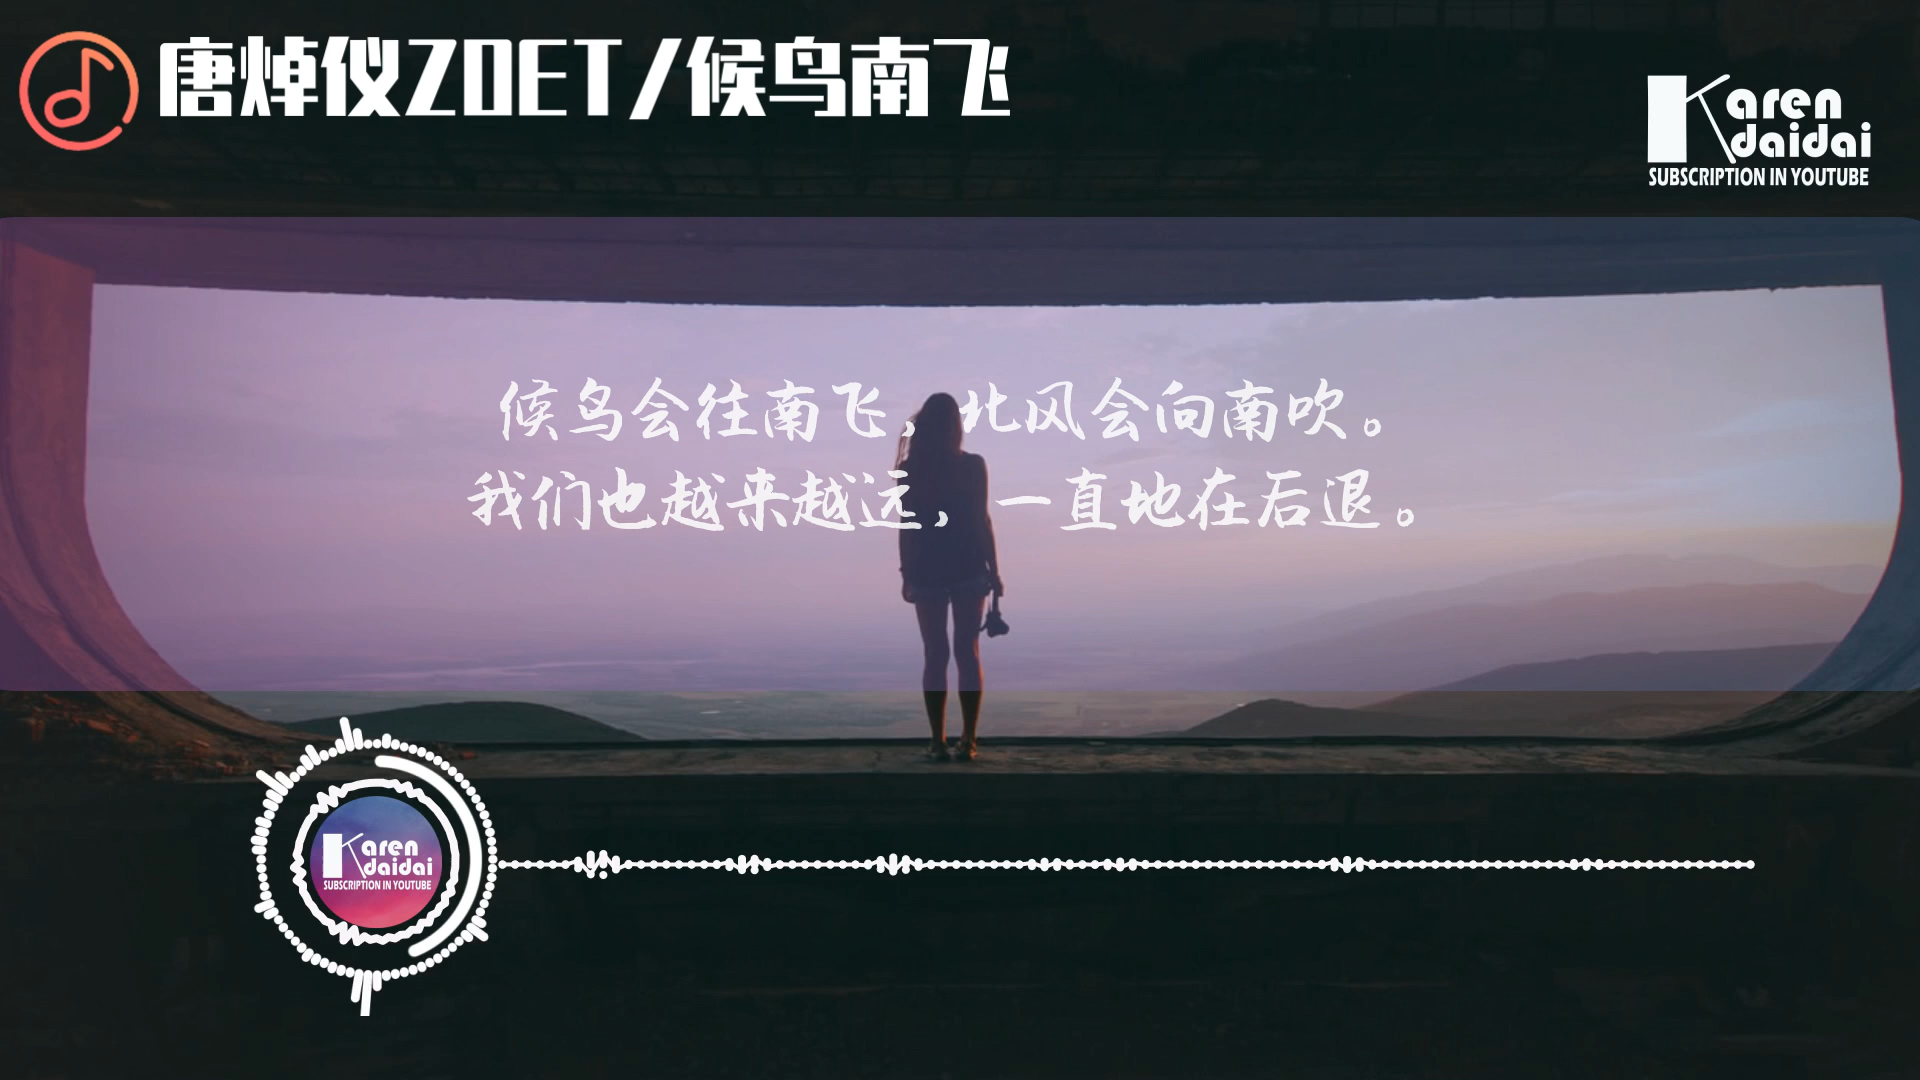 唐焯仪ZOET/候鸟南飞
Karen
daidai
SUBSCRIPTION IN YOUTUBE
候鸟会往南飞，北风会向南吹。
我们也越来越远，一直地在后退。
Karen
daidai
SUBSCRIPTION IN YOUTUBE